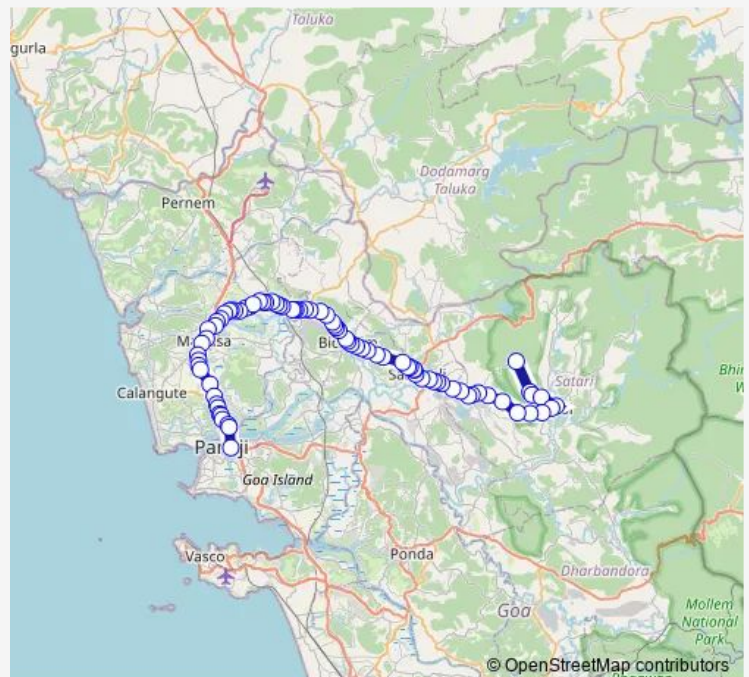 Taluka
gurla
Dodamarg
Taluka
Pernem
Calangute
Satari
Goa Island
Vasco
Ponda
Dharbandora
Goa
Mollem
National
Park
© OpenStreetMap contributors